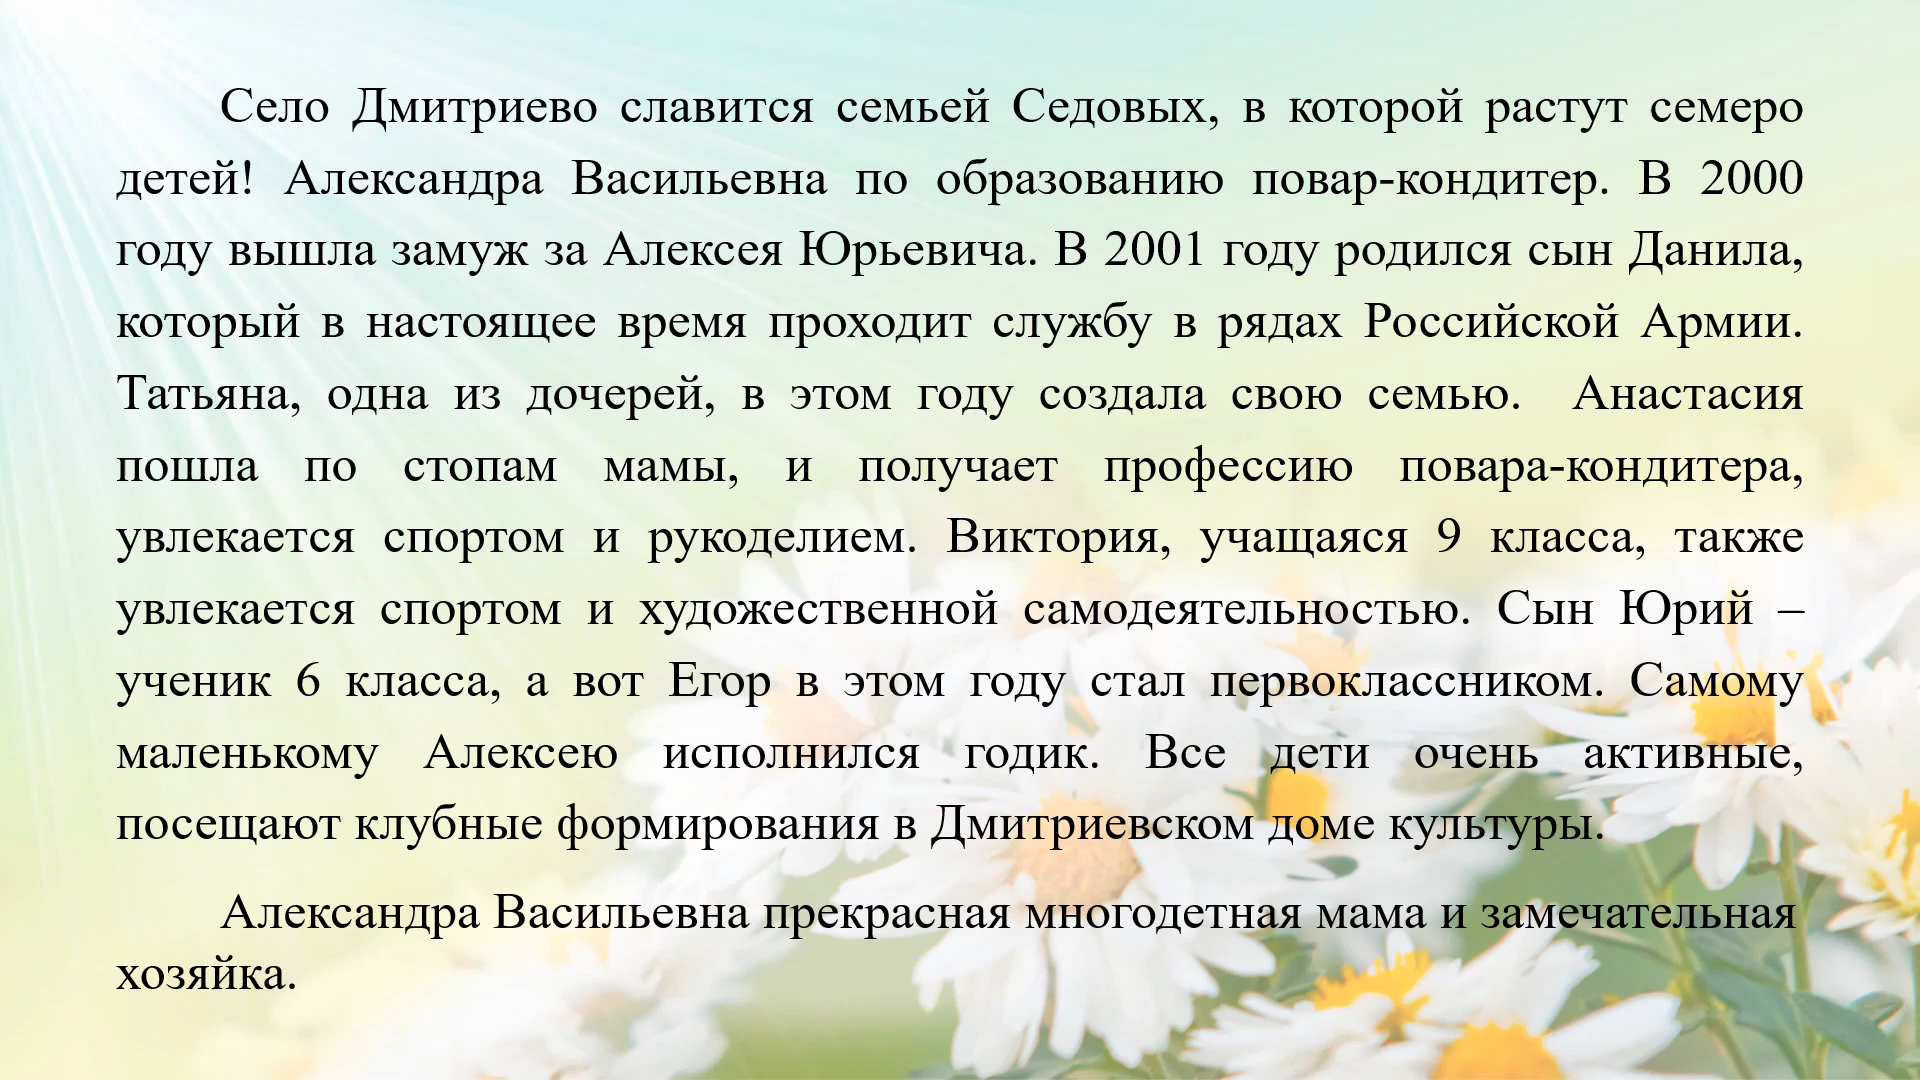 Село Дмитриево славится семьей Седовых, в которой растут семеро
детей! Александра Васильевна по образованию повар-кондитер. В 2000
году вышла замуж за Алексея Юрьевича. В 2001 году родился сын Данила,
который в настоящее время проходит службу в рядах Российской Армии.
Татьяна, одна из дочерей, в этом году создала свою семью. Анастасия
пошла по стопам мамы, и получает профессию повара-кондитера,
увлекается спортом и рукоделием. Виктория, учащаяся 9 класса, также
увлекается спортом и художественной самодеятельностью. Сын Юрий –
ученик 6 класса, а вот Егор в этом году стал первоклассником. Самому
маленькому Алексею исполнился годик. Все дети очень активные,
посещают клубные формирования в Дмитриевском доме культуры.
Александра Васильевна прекрасная многодетная мама и замечательная
хозяйка.